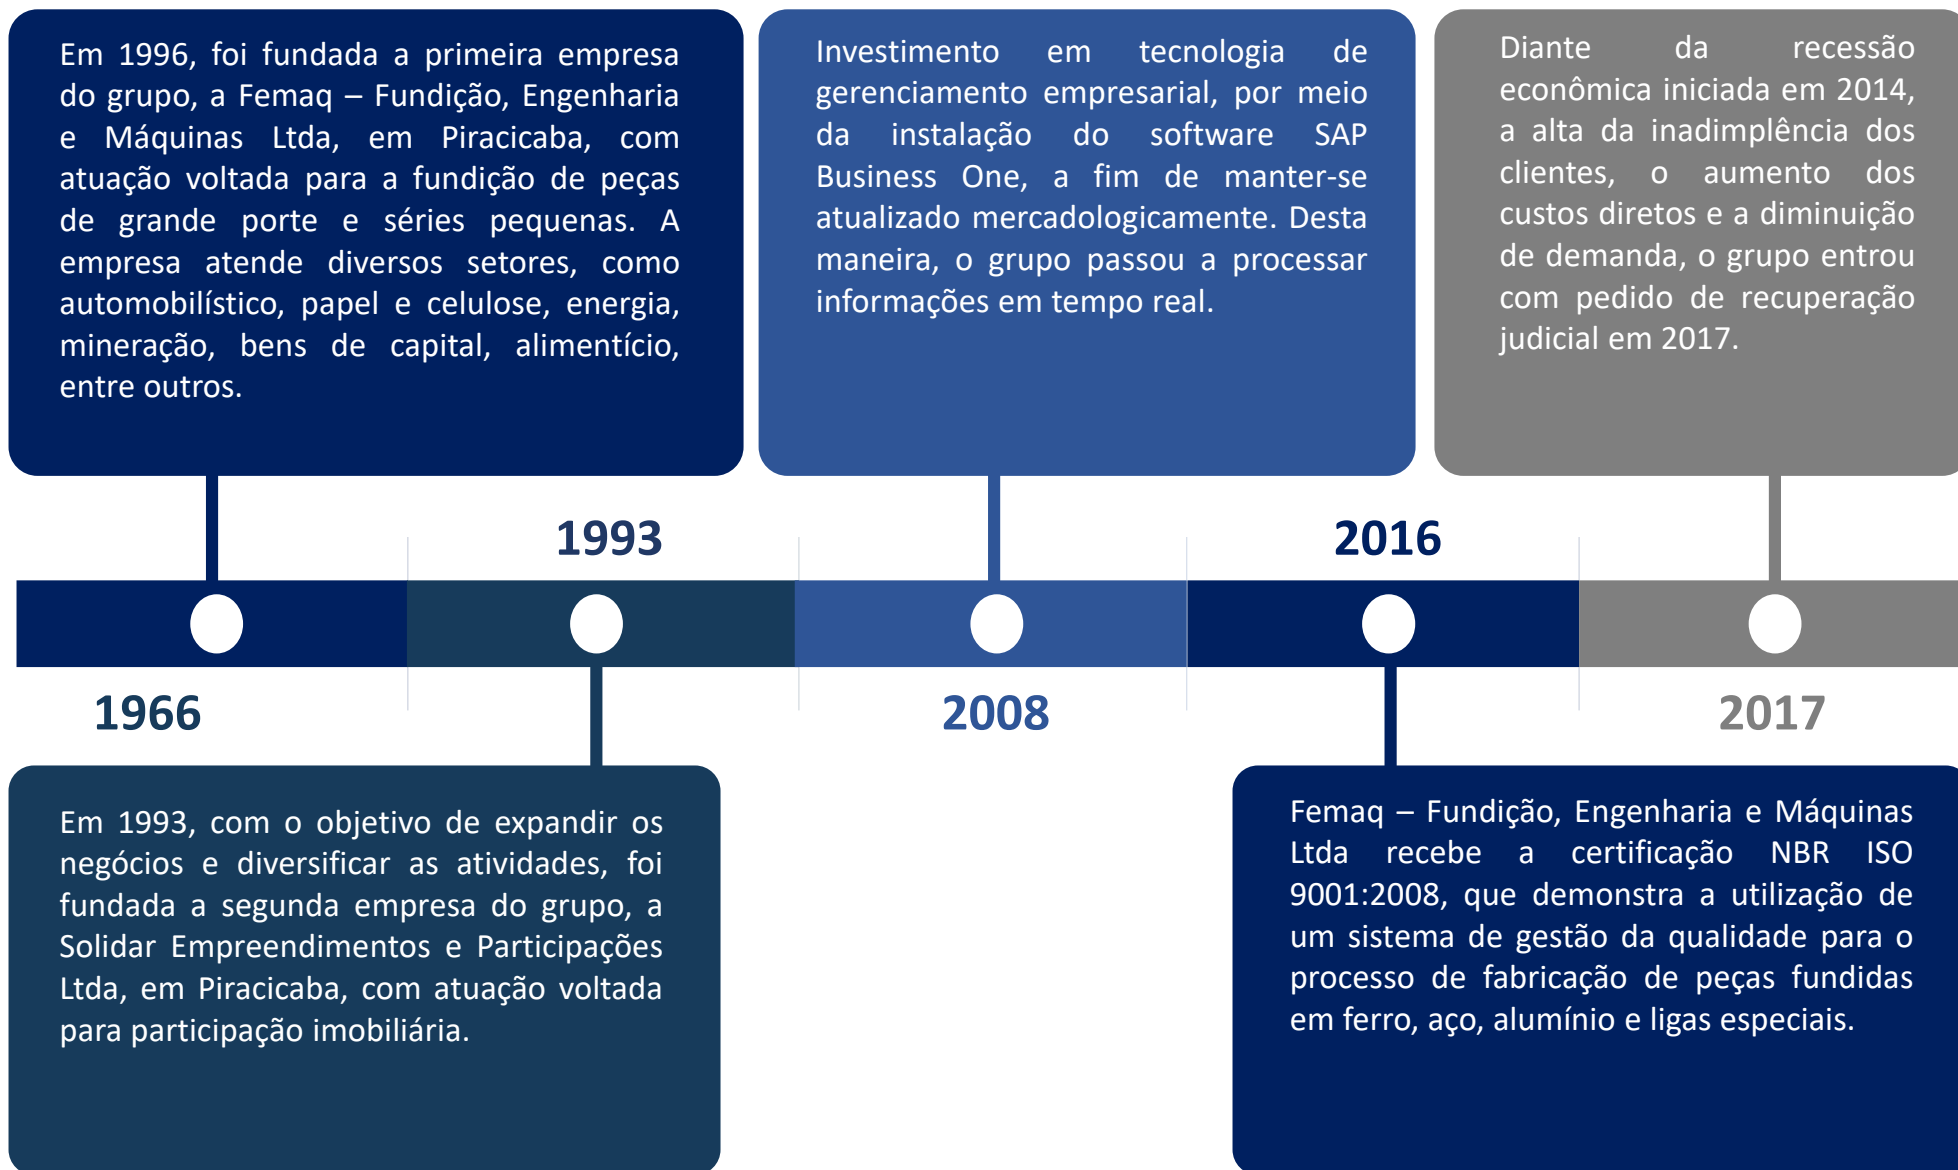 Em 1996, foi fundada a primeira empresa
do grupo, a Femaq – Fundição, Engenharia
e Máquinas Ltda, em Piracicaba, com
atuação voltada para a fundição de peças
de grande porte e séries pequenas. A
empresa atende diversos setores, como
automobilístico, papel e celulose, energia,
mineração, bens de capital, alimentício,
entre outros.
Investimento em tecnologia de
gerenciamento empresarial, por meio
da instalação do software SAP
Business One, a fim de manter-se
atualizado mercadologicamente. Desta
maneira, o grupo passou a processar
informações em tempo real.
Diante da recessão
econômica iniciada em 2014,
a alta da inadimplência dos
clientes, o aumento dos
custos diretos e a diminuição
de demanda, o grupo entrou
com pedido de recuperação
judicial em 2017.
1993
2016
1966
2008
2017
Em 1993, com o objetivo de expandir os
negócios e diversificar as atividades, foi
fundada a segunda empresa do grupo, a
Solidar Empreendimentos e Participações
Ltda, em Piracicaba, com atuação voltada
para participação imobiliária.
Femaq – Fundição, Engenharia e Máquinas
Ltda recebe a certificação NBR ISO
9001:2008, que demonstra a utilização de
um sistema de gestão da qualidade para o
processo de fabricação de peças fundidas
em ferro, aço, alumínio e ligas especiais.